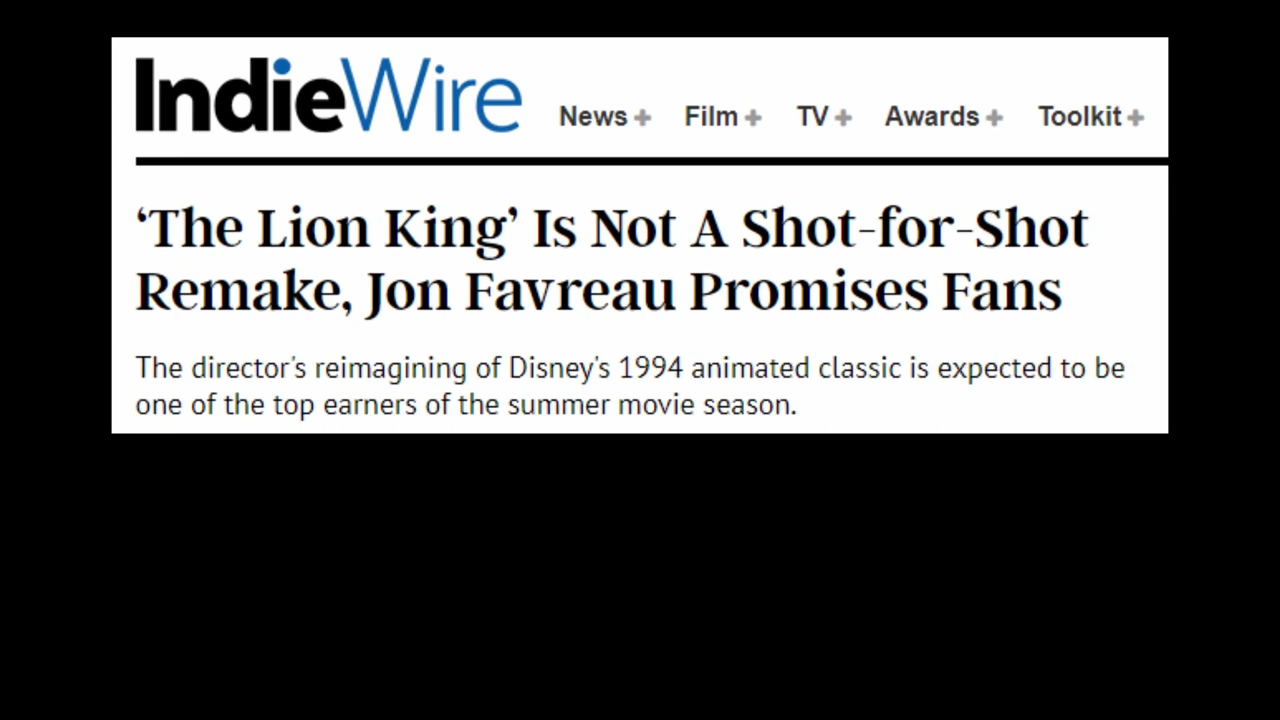 IndieWire News + Film + TV + Awards + Toolkit +
‘The Lion King’ Is Not A Shot-for-Shot
Remake, Jon Favreau Promises Fans
The director's reimagining of Disney's 1994 animated classic is expected to be
one of the top earners of the summer movie season.